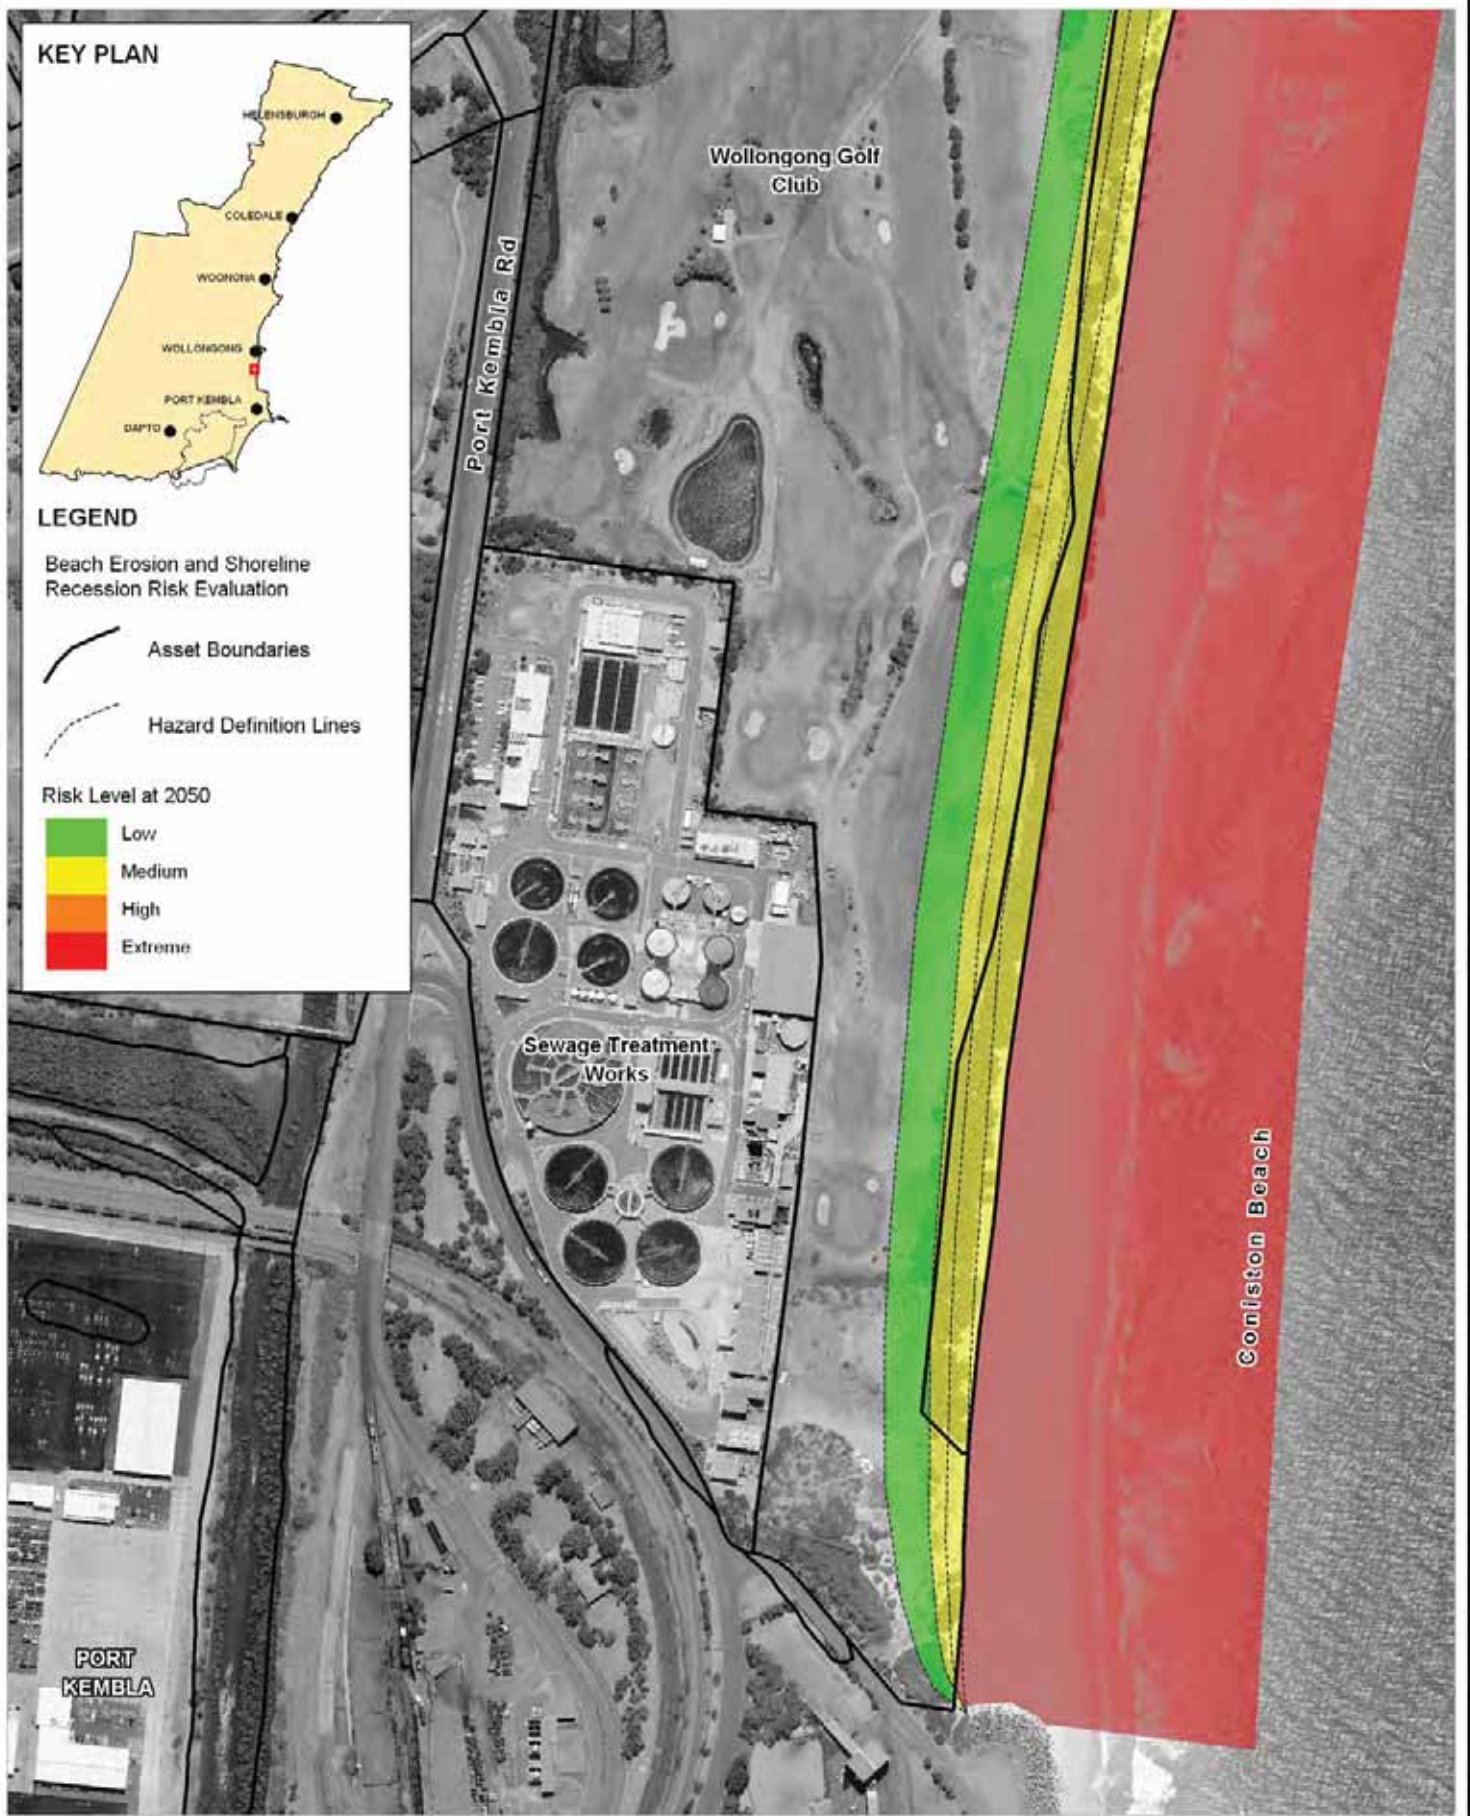 KEY PLAN
HELENSBURGH
COLEDALE
WOONONA
WOLLONGONG
PORT KEMBLA
DAPTO
LEGEND
Beach Erosion and Shoreline
Recession Risk Evaluation
Asset Boundaries
Hazard Definition Lines
Risk Level at 2050
Low
Medium
High
Extreme
Wollongong Golf
Club
Port Kembla Rd
Sewage Treatment
Works
Coniston Beach
PORT
KEMBLA